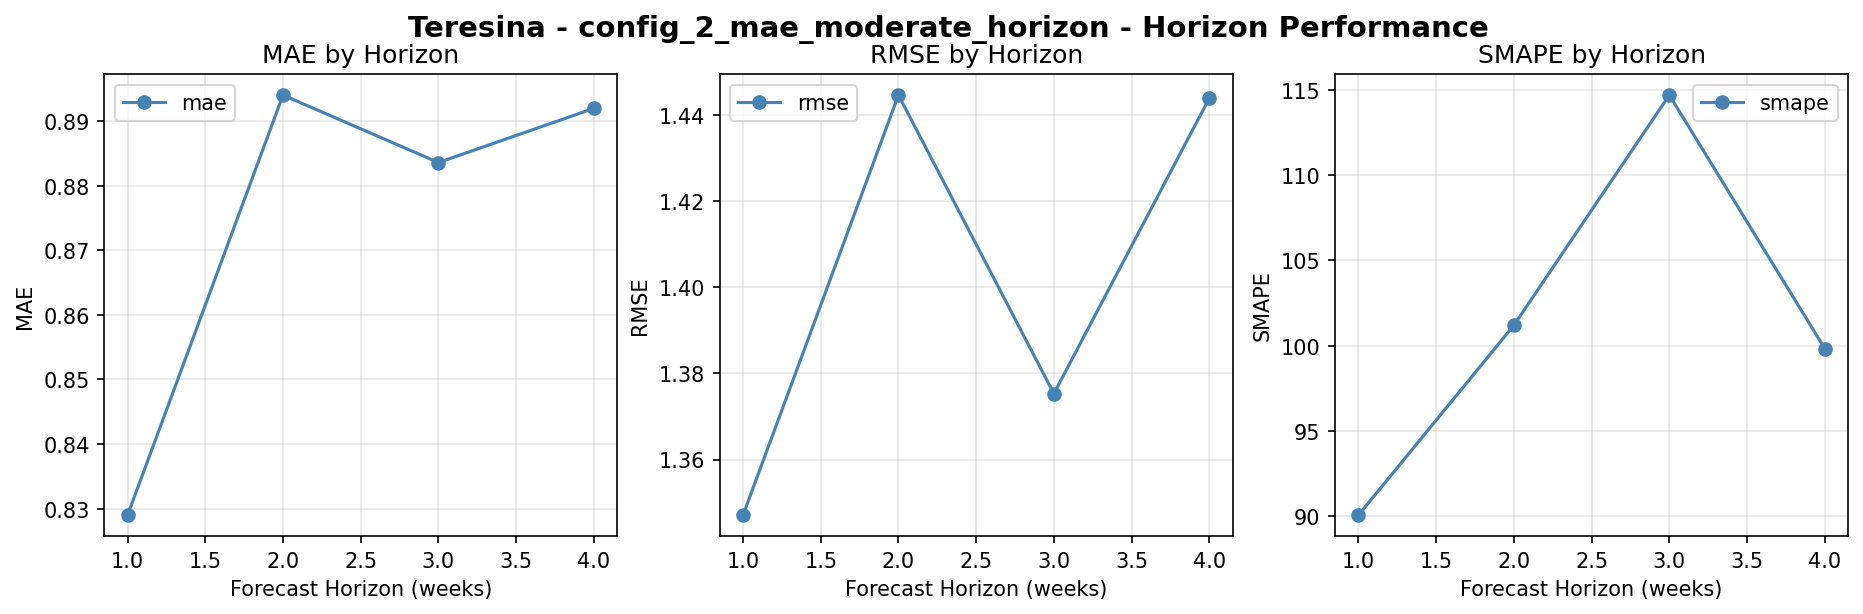 Teresina - config_2_mae_moderate_horizon - Horizon Performance
MAE by Horizon
mae
0.89
0.88
0.87
0.86
0.85
0.84
0.83
MAE
1.0 1.5 2.0 2.5 3.0 3.5 4.0
Forecast Horizon (weeks)
RMSE by Horizon
rmse
1.44
1.42
1.40
1.38
1.36
RMSE
1.0 1.5 2.0 2.5 3.0 3.5 4.0
Forecast Horizon (weeks)
SMAPE by Horizon
smape
115
110
105
100
95
90
SMAPE
1.0 1.5 2.0 2.5 3.0 3.5 4.0
Forecast Horizon (weeks)